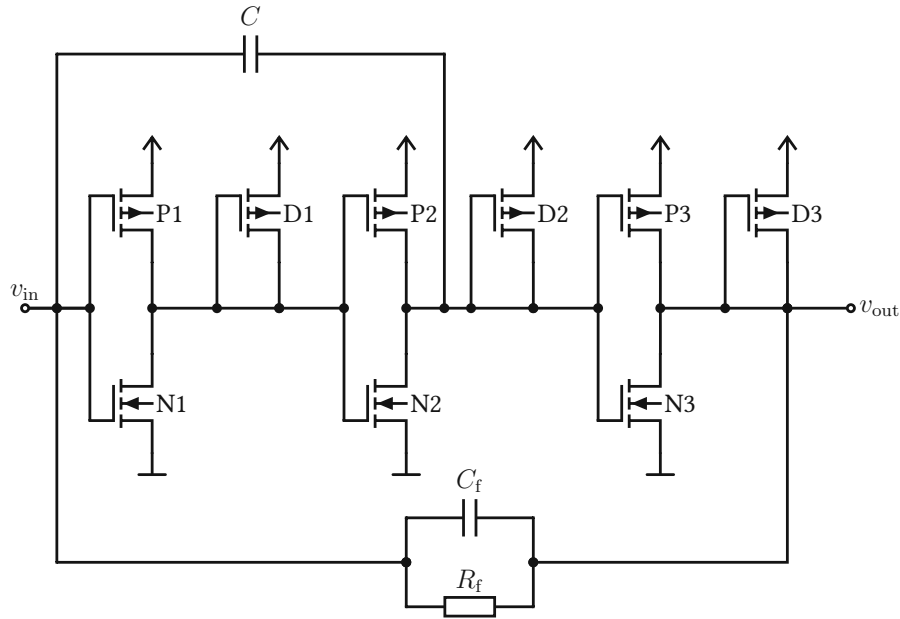 C
P1 D1 P2 D2 P3 D3
v_in v_out
N1 N2 N3
C_f
R_f